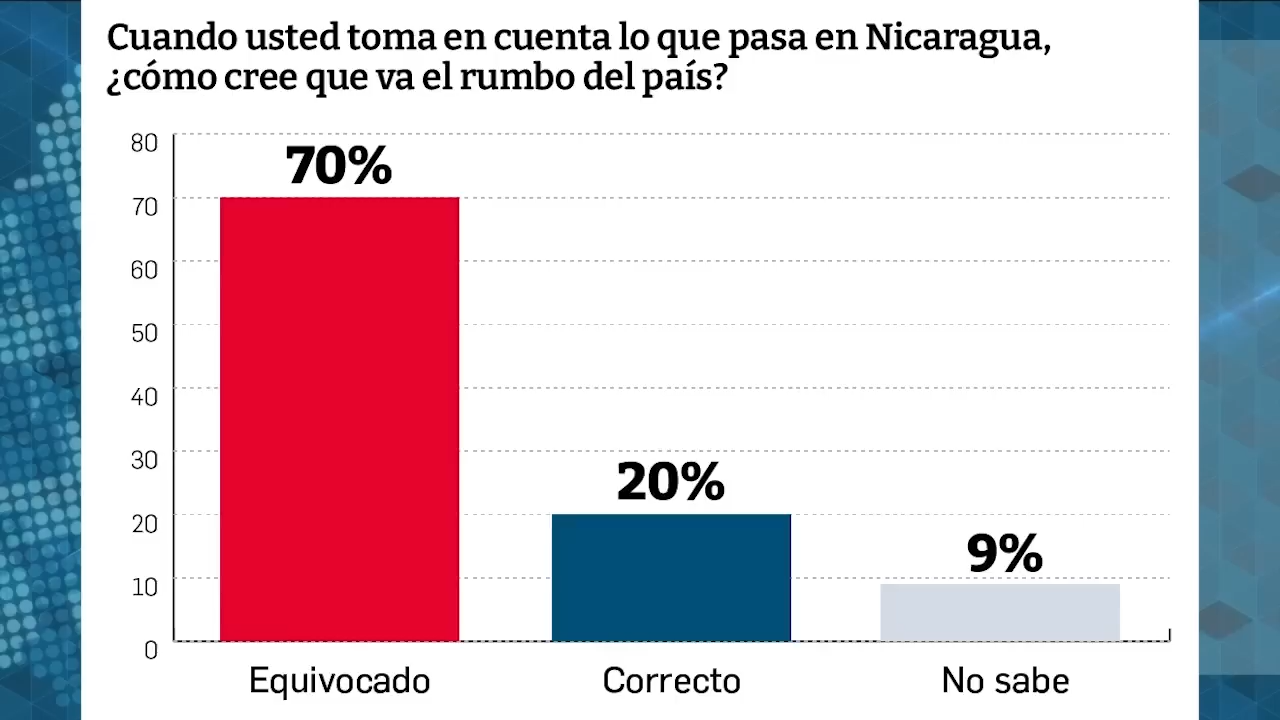 Cuando usted toma en cuenta lo que pasa en Nicaragua,
¿cómo cree que va el rumbo del país?
80
70
60
50
40
30
20
10
0
70%
20%
9%
Equivocado
Correcto
No sabe